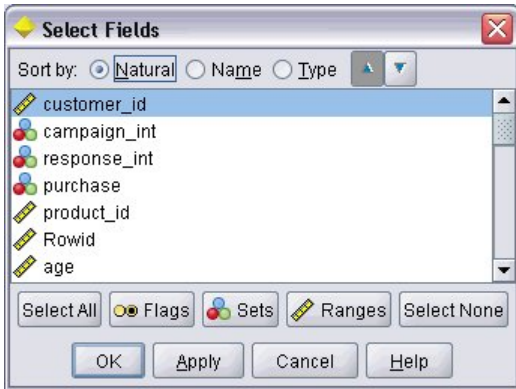 Select Fields
Sort by: Natural Name Type
customer_id
campaign_int
response_int
purchase
product_id
Rowid
age
Select All Flags Sets Ranges Select None
OK Apply Cancel Help